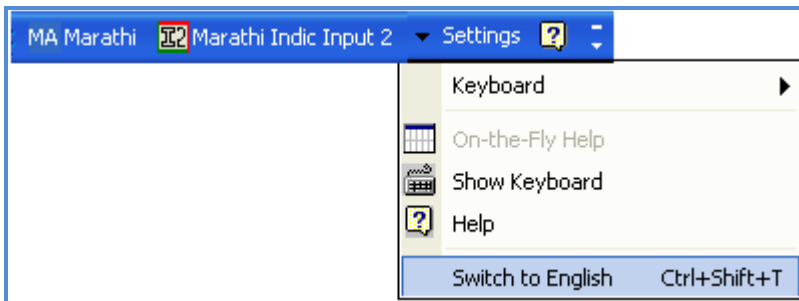 MA Marathi Marathi Indic Input 2 Settings
Keyboard
On-the-Fly Help
Show Keyboard
Help
Switch to English Ctrl+Shift+T